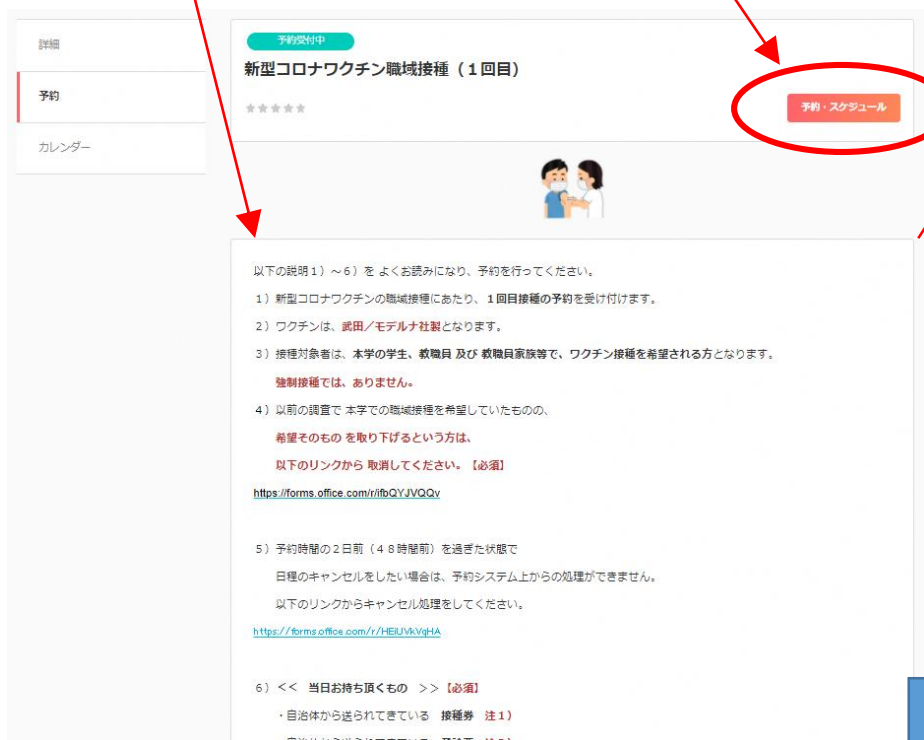 詳細
予約
カレンダー
予約受付中
新型コロナワクチン職域接種（１回目）
予約・スケジュール
以下の説明１）～６）を よくお読みになり、予約を行ってください。
１）新型コロナワクチンの職域接種にあたり、１回目接種の予約を受け付けます。
２）ワクチンは、武田／モデルナ社製となります。
３）接種対象者は、本学の学生、教職員 及び 教職員家族等で、ワクチン接種を希望される方となります。
強制接種では、ありません。
４）以前の調査で 本学での職域接種を希望していたものの、
希望そのもの を取り下げるという方は、
以下のリンクから 取消してください。【必須】
https://forms.office.com/r/ifbQYJVQQv
５）予約時間の２日前（４８時間前）を過ぎた状態で
日程のキャンセルをしたい場合は、予約システム上からの処理ができません。
以下のリンクからキャンセル処理をしてください。
https://forms.office.com/r/HEiUVkVqHA
６）＜＜ 当日お持ち頂くもの ＞＞【必須】
・自治体から送られてきている 接種券 注１）